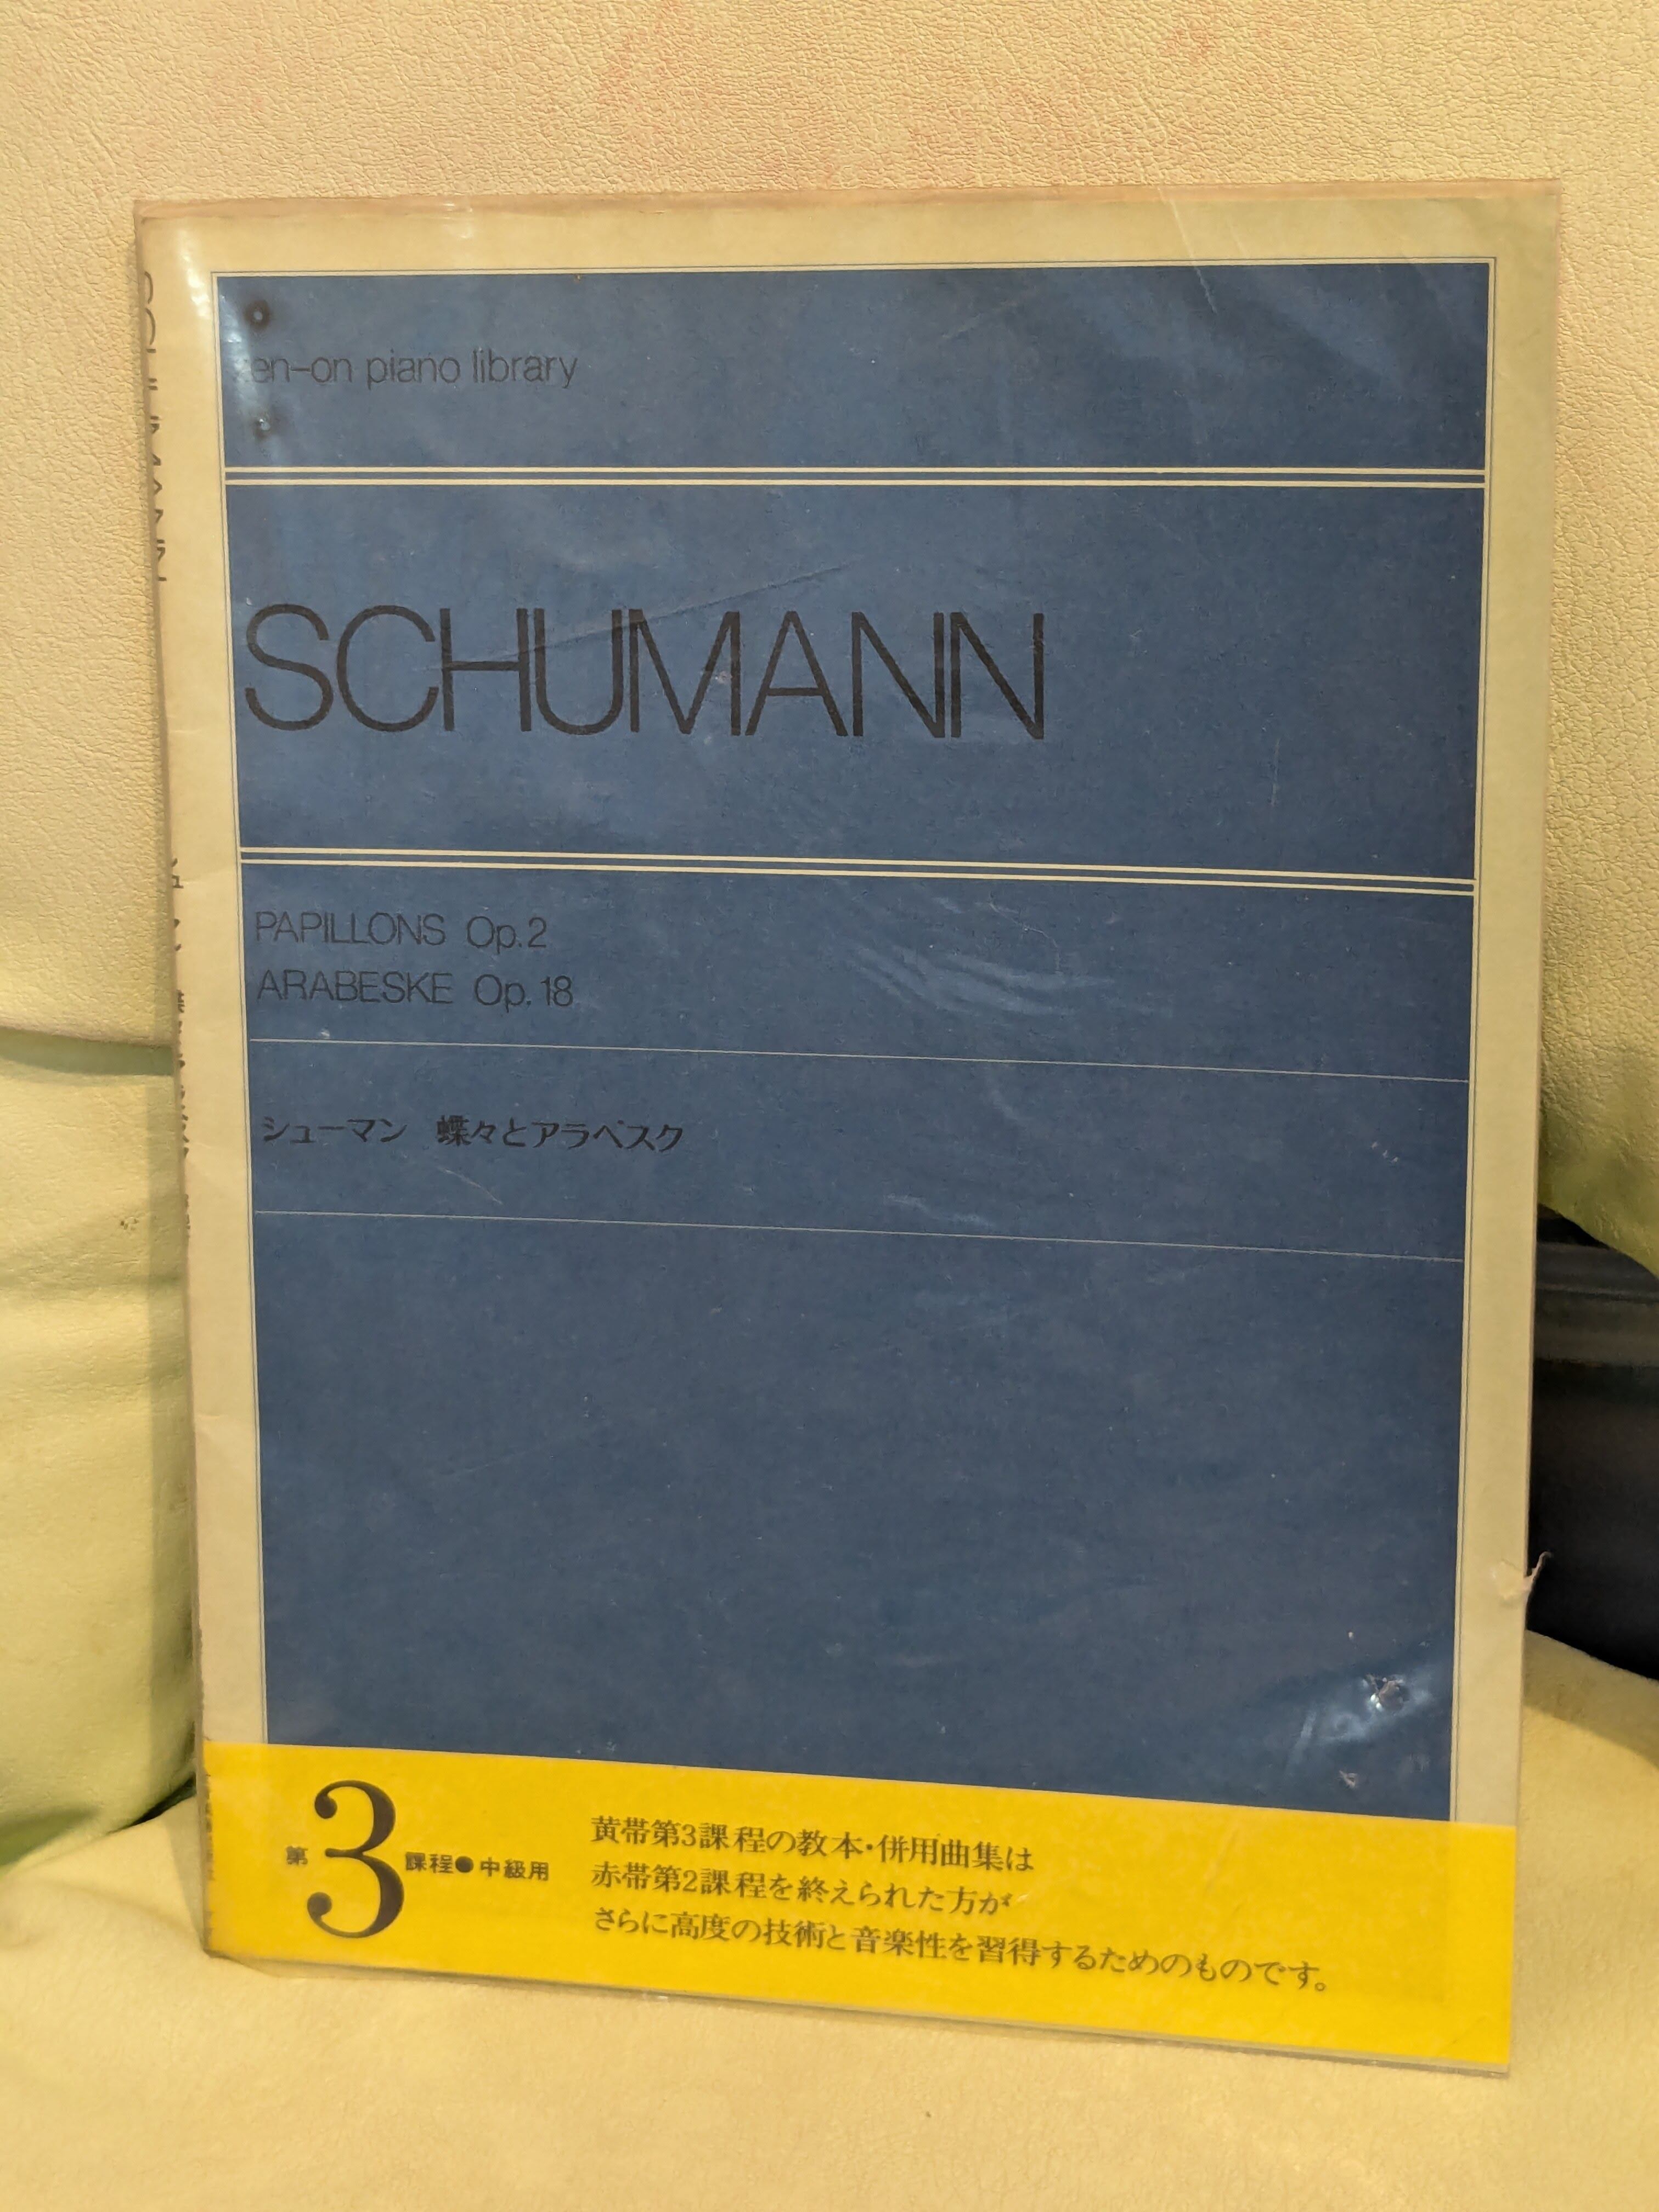 en-on piano library
SCHUMANN
PAPILLONS Op.2
ARABESKE Op.18
シューマン 蝶々とアラベスク
第3課程●中級用
黄帯第3課程の教本・併用曲集は
赤帯第2課程を終えられた方が
さらに高度の技術と音楽性を習得するためのものです。
SCHUMANN